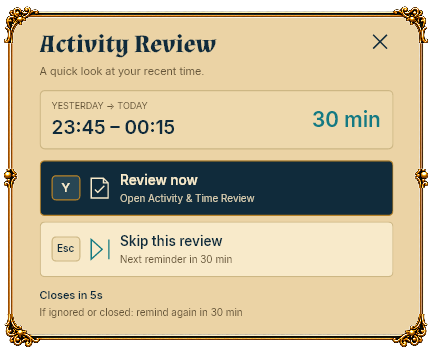 Activity Review
A quick look at your recent time.
YESTERDAY → TODAY
23:45 – 00:15
30 min
Y
Review now
Open Activity & Time Review
Esc
Skip this review
Next reminder in 30 min
Closes in 5s
If ignored or closed: remind again in 30 min